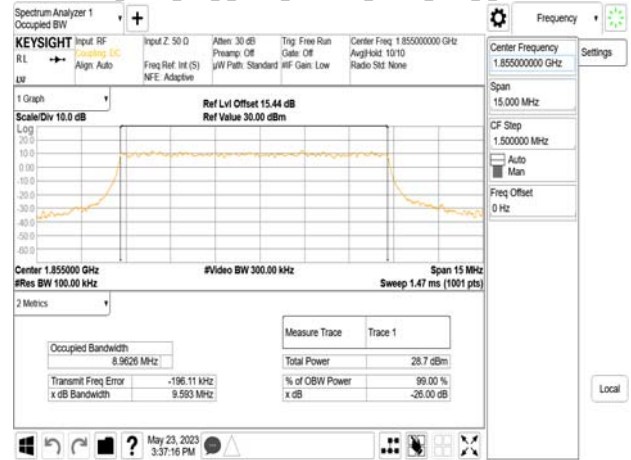 Spectrum Analyzer 1
Occupied BW
Frequency
KEYSIGHT
Input: RF
Coupling: DC
Align: Auto
Input Z: 50 Ω
Freq Ref: Int (S)
NFE: Adaptive
Atten: 30 dB
Preamp: Off
µW Path: Standard
Trig: Free Run
Gate: Off
#IF Gain: Low
Center Freq: 1.855000000 GHz
Avg|Hold: 10/10
Radio Std: None
RL
Center Frequency
1.855000000 GHz
Settings
Span
15.000 MHz
CF Step
1.500000 MHz
Auto
Man
Freq Offset
0 Hz
Local
1 Graph
Scale/Div 10.0 dB
Ref Lvl Offset 15.44 dB
Ref Value 30.00 dBm
Log
20.0
10.0
0.00
-10.0
-20.0
-30.0
-40.0
-50.0
-60.0
Center 1.855000 GHz
#Video BW 300.00 kHz
Span 15 MHz
#Res BW 100.00 kHz
Sweep 1.47 ms (1001 pts)
2 Metrics
Measure Trace Trace 1
Occupied Bandwidth
8.9626 MHz
Total Power 28.7 dBm
Transmit Freq Error -196.11 kHz
% of OBW Power 99.00 %
x dB Bandwidth 9.593 MHz
x dB -26.00 dB
May 23, 2023
3:37:16 PM